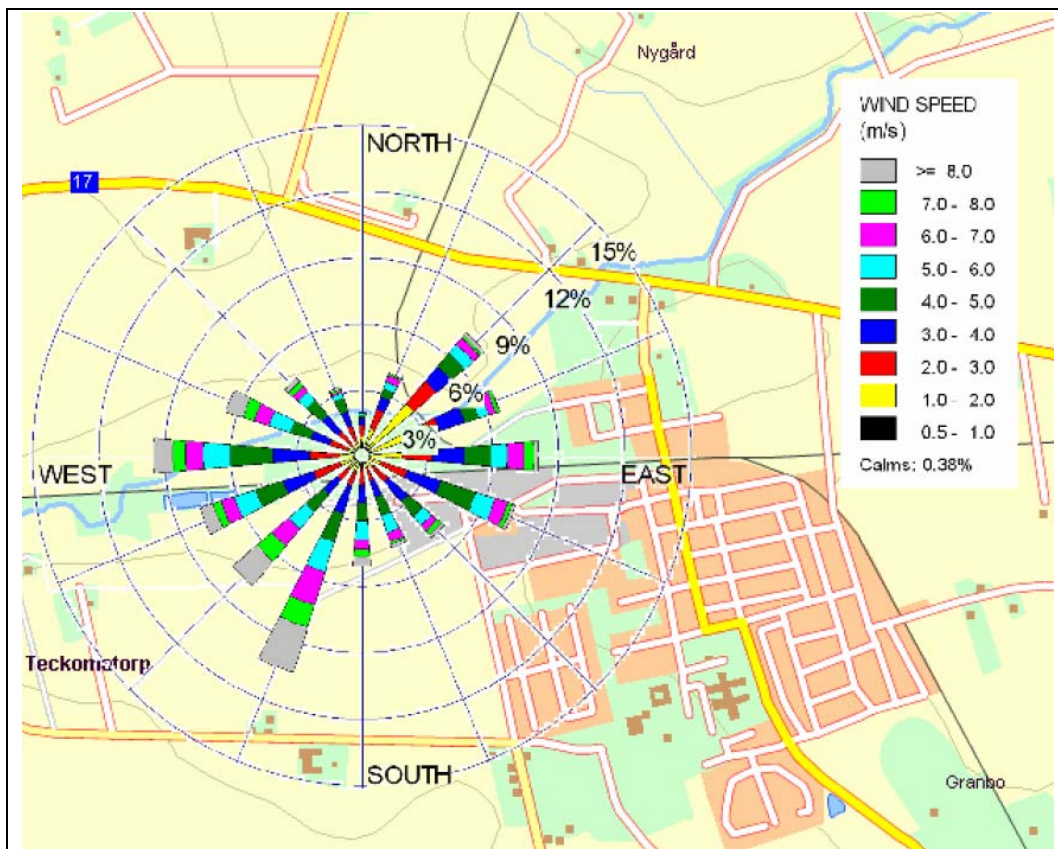 Nygård
WIND SPEED
(m/s)
>= 8.0
7.0 - 8.0
6.0 - 7.0
5.0 - 6.0
4.0 - 5.0
3.0 - 4.0
2.0 - 3.0
1.0 - 2.0
0.5 - 1.0
Calms: 0.38%
NORTH
17
15%
12%
9%
6%
3%
WEST
EAST
Teckomatorp
SOUTH
Granbo